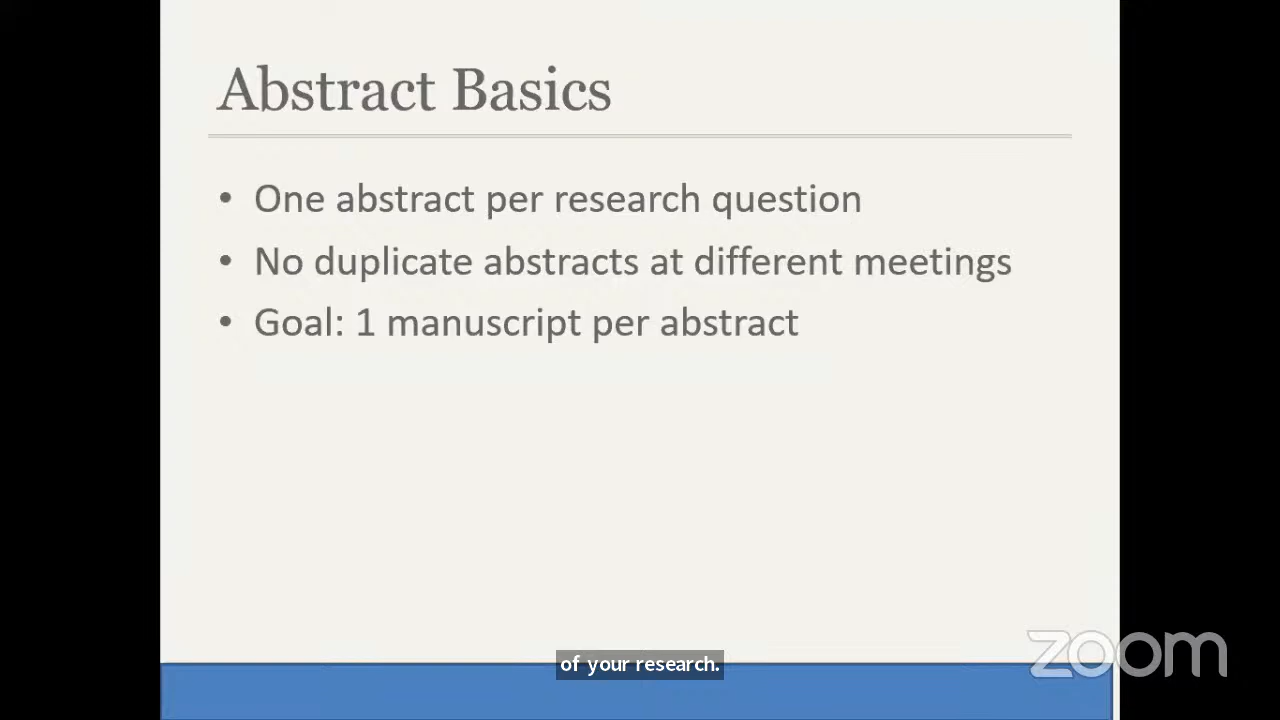 Abstract Basics
• One abstract per research question
• No duplicate abstracts at different meetings
• Goal: 1 manuscript per abstract
zoom
of your research.